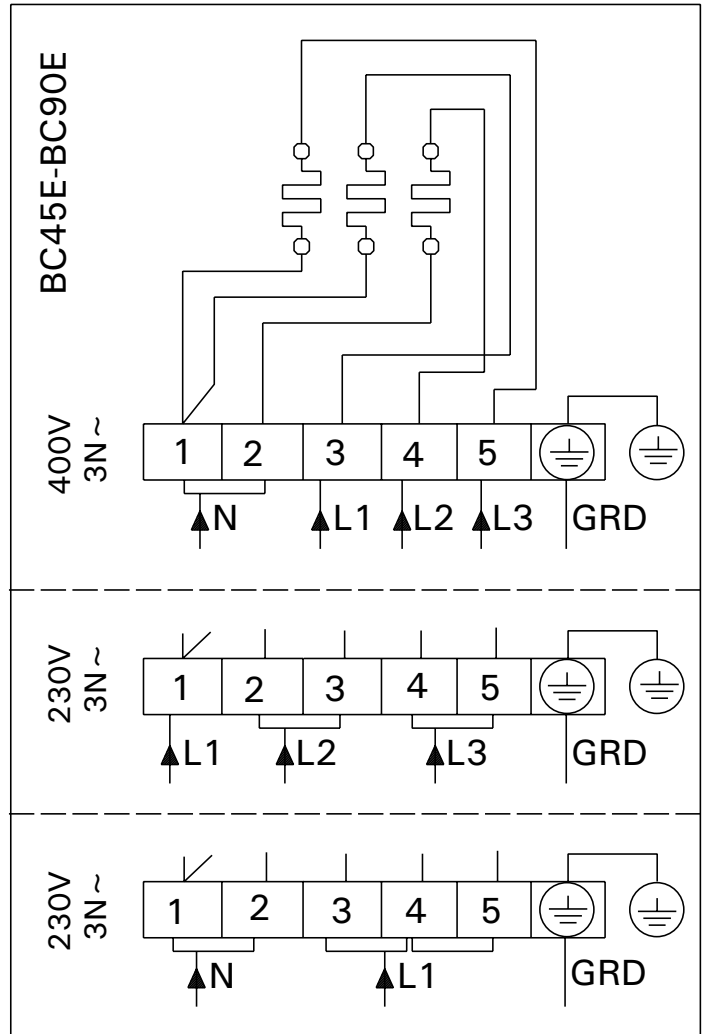 BC45E-BC90E
400V
3N~
1 2 3 4 5
N L1 L2 L3 GRD
230V
3N~
1 2 3 4 5
L1 L2 L3 GRD
230V
3N~
1 2 3 4 5
N L1 GRD